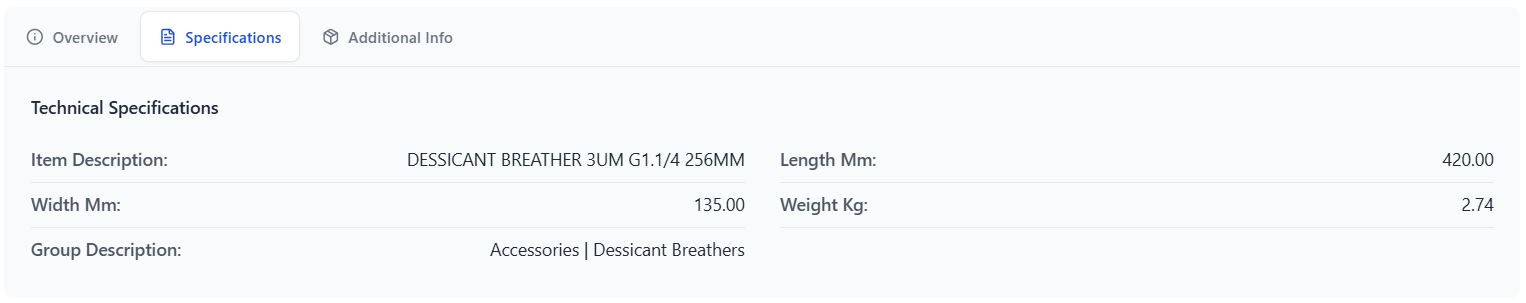 Overview Specifications Additional Info
Technical Specifications
Item Description: DESSICANT BREATHER 3UM G1.1/4 256MM Length Mm: 420.00
Width Mm: 135.00 Weight Kg: 2.74
Group Description: Accessories | Dessicant Breathers